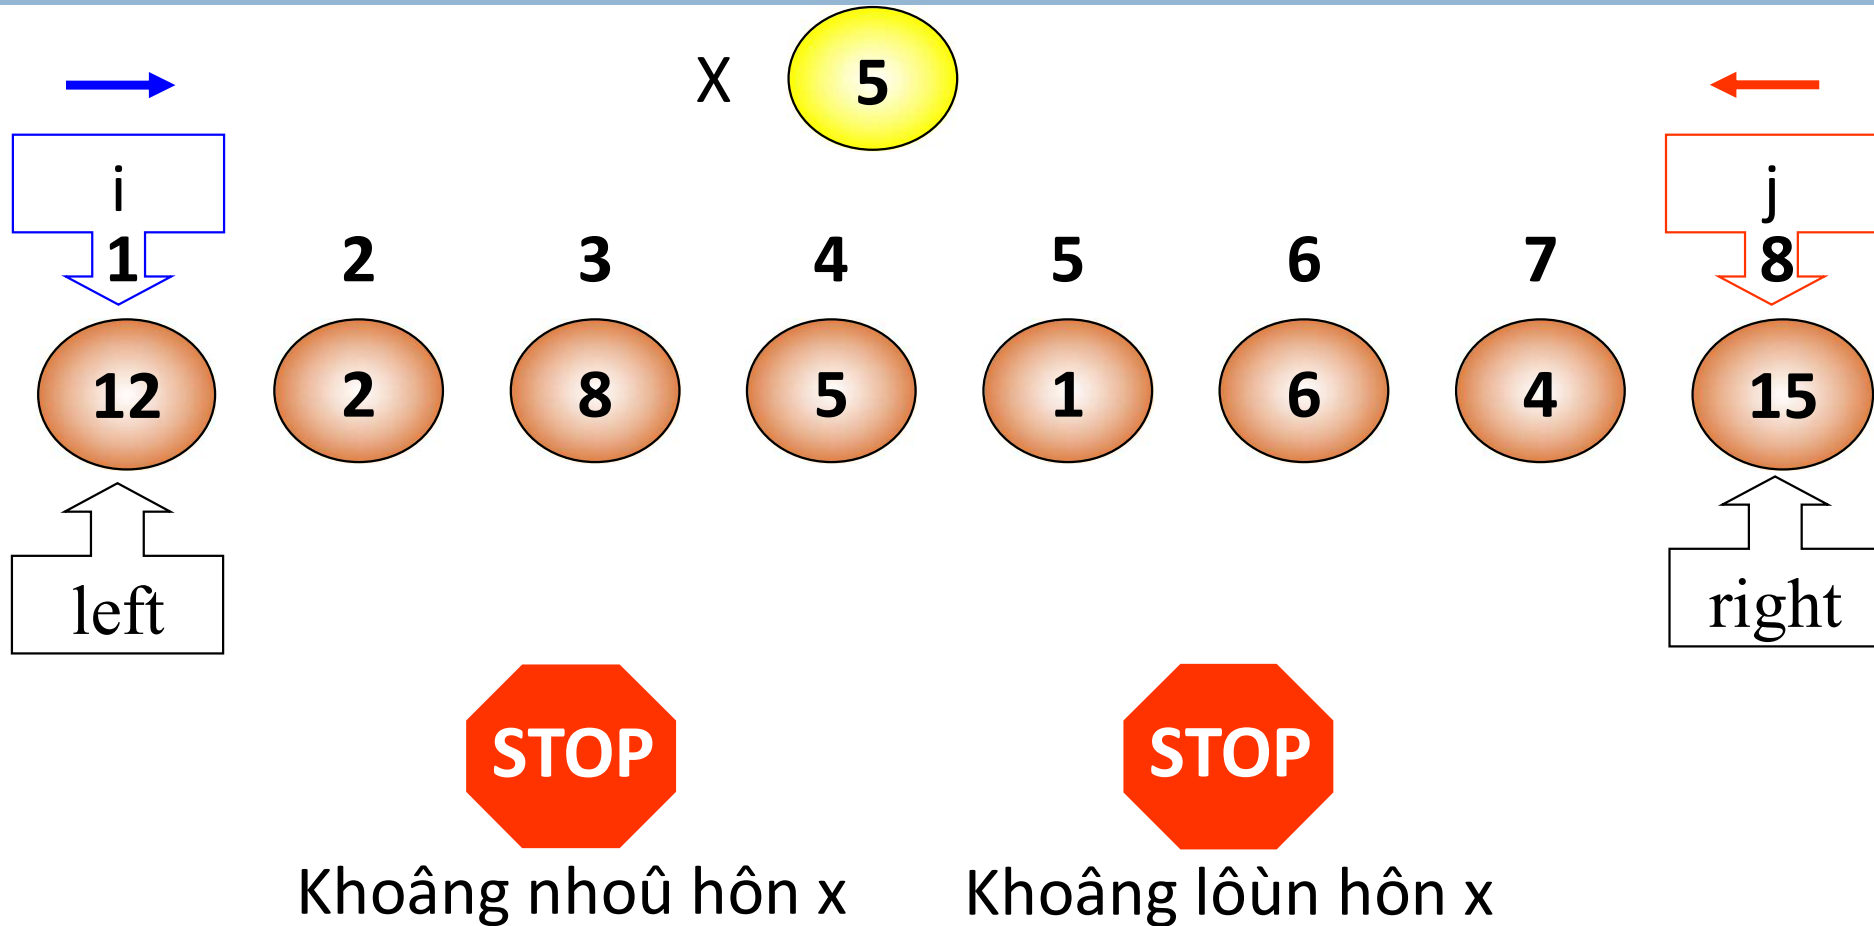 X 5
i j
1 2 3 4 5 6 7 8
12 2 8 5 1 6 4 15
left right
STOP STOP
Khoâng nhoû hôn x Khoâng lôùn hôn x